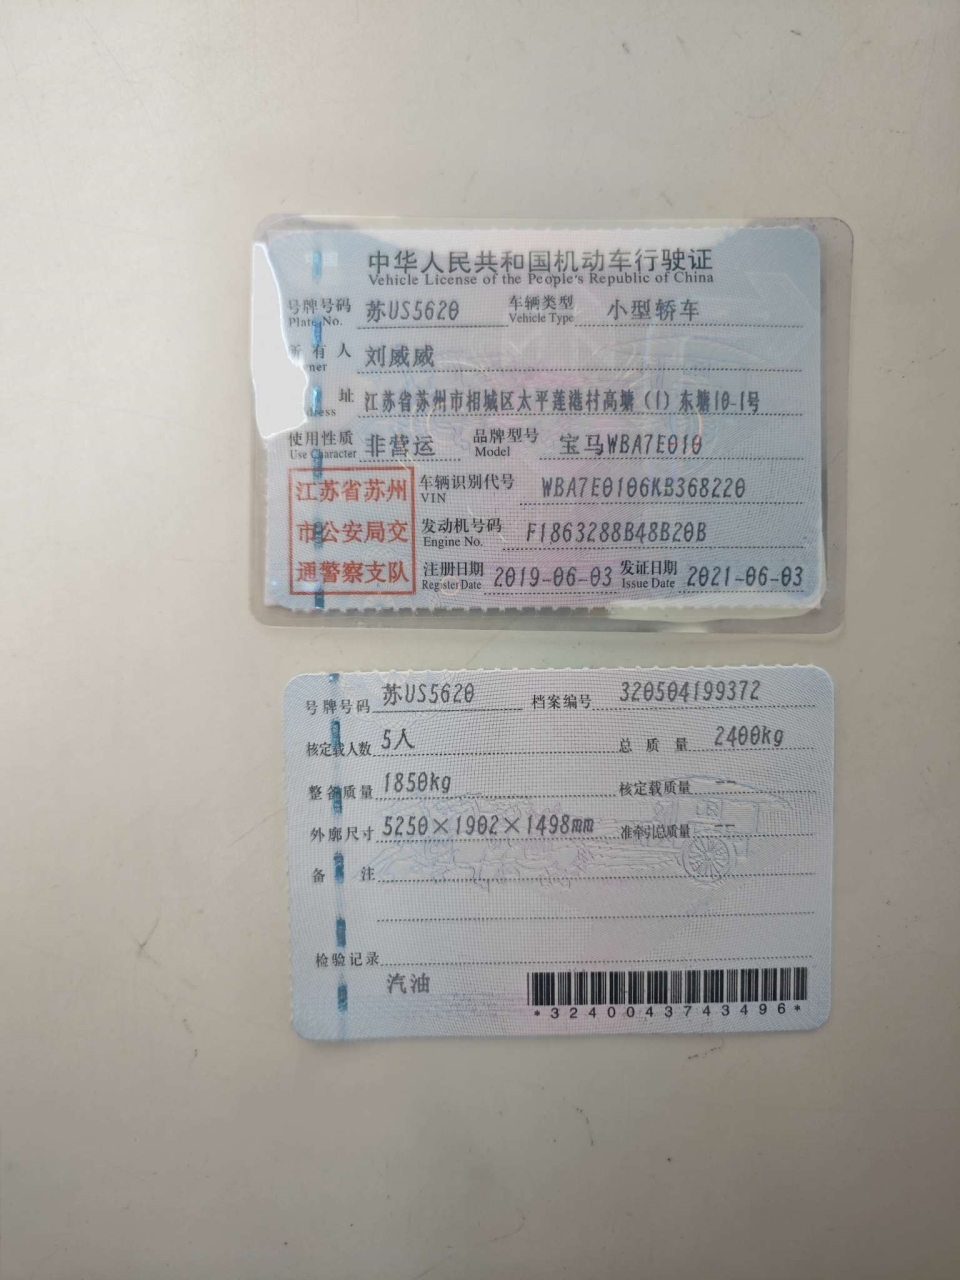 中华人民共和国机动车行驶证
Vehicle License of the People's Republic of China
号牌号码 苏US5620 车辆类型 小型轿车
Plate No. Vehicle Type
有人 刘威威
址 江苏省苏州市相城区太平莲港村高塘（1）东塘10-1号
使用性质 非营运 品牌型号 宝马WBA7E010
Use Character Model
江苏省苏州 车辆识别代号 WBA7E0106KB368220
VIN
市公安局交 发动机号码 F1863288B48B20B
Engine No.
通警察支队 注册日期 2019-06-03 发证日期 2021-06-03
Register Date Issue Date
号牌号码 苏US5620 档案编号 320504199372
核定载人数 5人 总质量 2400kg
整备质量 1850kg 核定载质量
外廓尺寸 5250×1902×1498mm 准牵引总质量 --
备注
检验记录
汽油
*3240043743496*